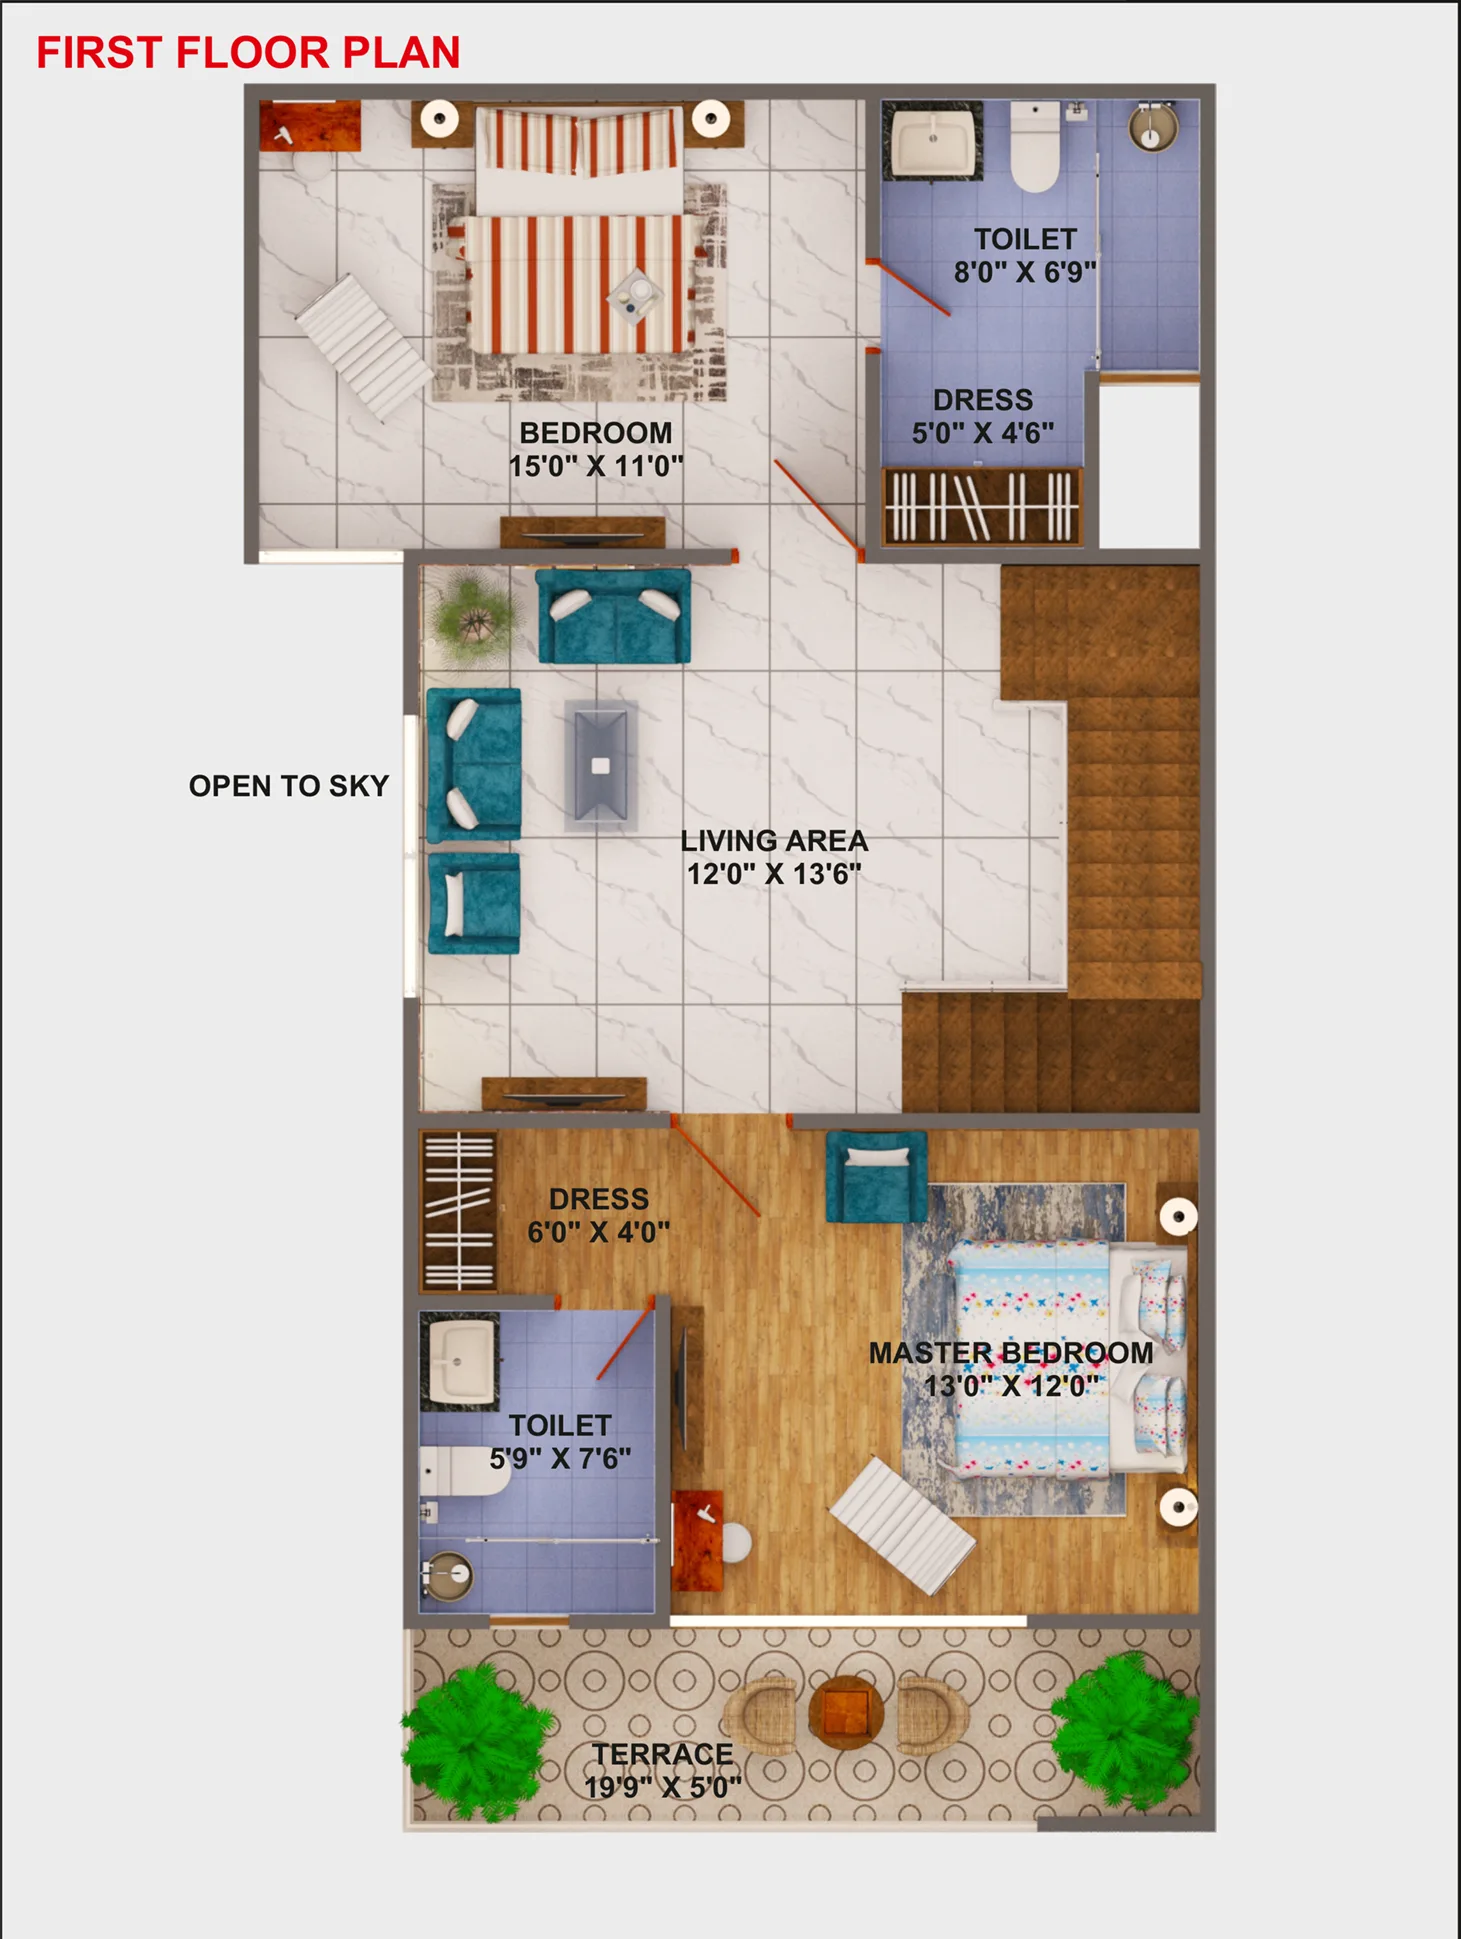 FIRST FLOOR PLAN
TOILET
8'0" X 6'9"
DRESS
5'0" X 4'6"
BEDROOM
15'0" X 11'0"
OPEN TO SKY
LIVING AREA
12'0" X 13'6"
DRESS
6'0" X 4'0"
MASTER BEDROOM
13'0" X 12'0"
TOILET
5'9" X 7'6"
TERRACE
19'9" X 5'0"